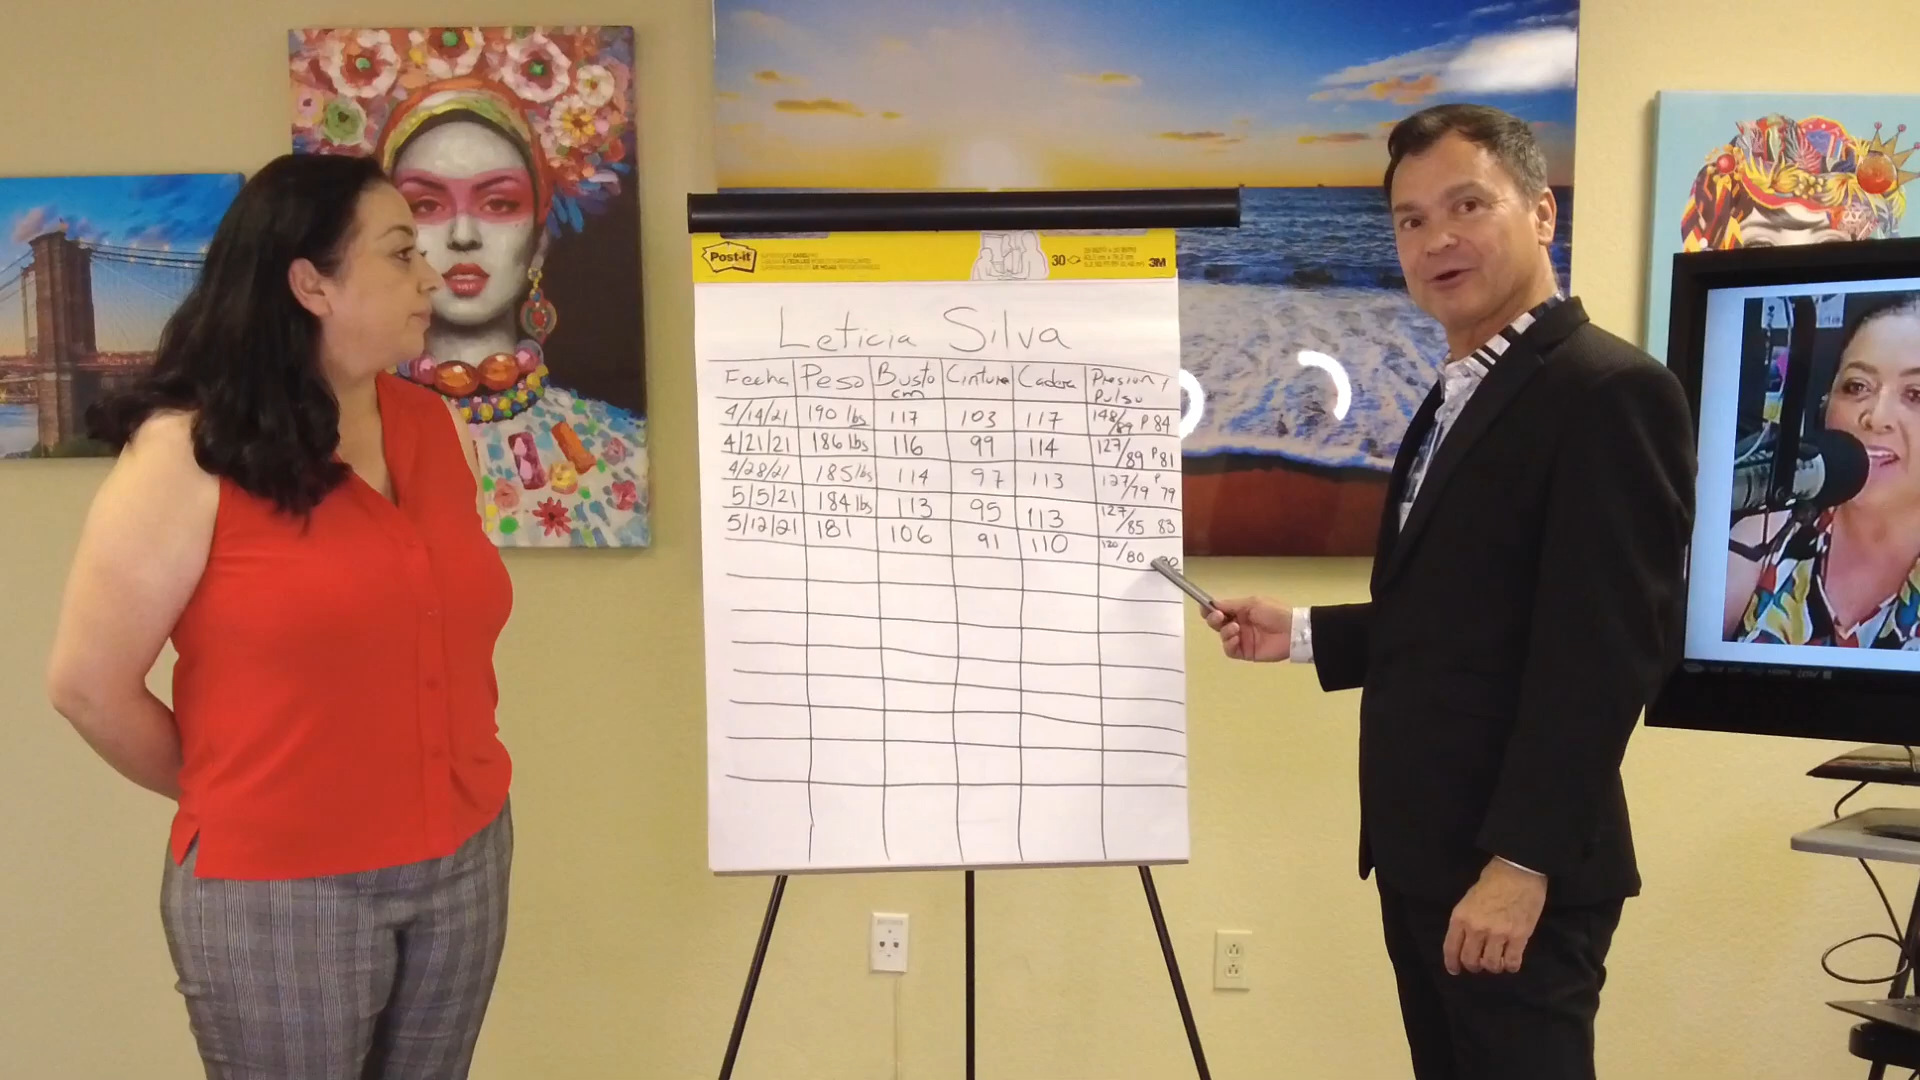 Post-it
30
3M
Leticia Silva
Fecha Peso Busto cm Cintura Cadera Presion y Pulso
4/14/21 190 lbs 117 103 117 148/89 P 84
4/21/21 186 lbs 116 99 114 127/89 P 81
4/28/21 185 lbs 114 97 113 127/79 P 79
5/5/21 184 lbs 113 95 113 127/85 83
5/12/21 181 106 91 110 120/80